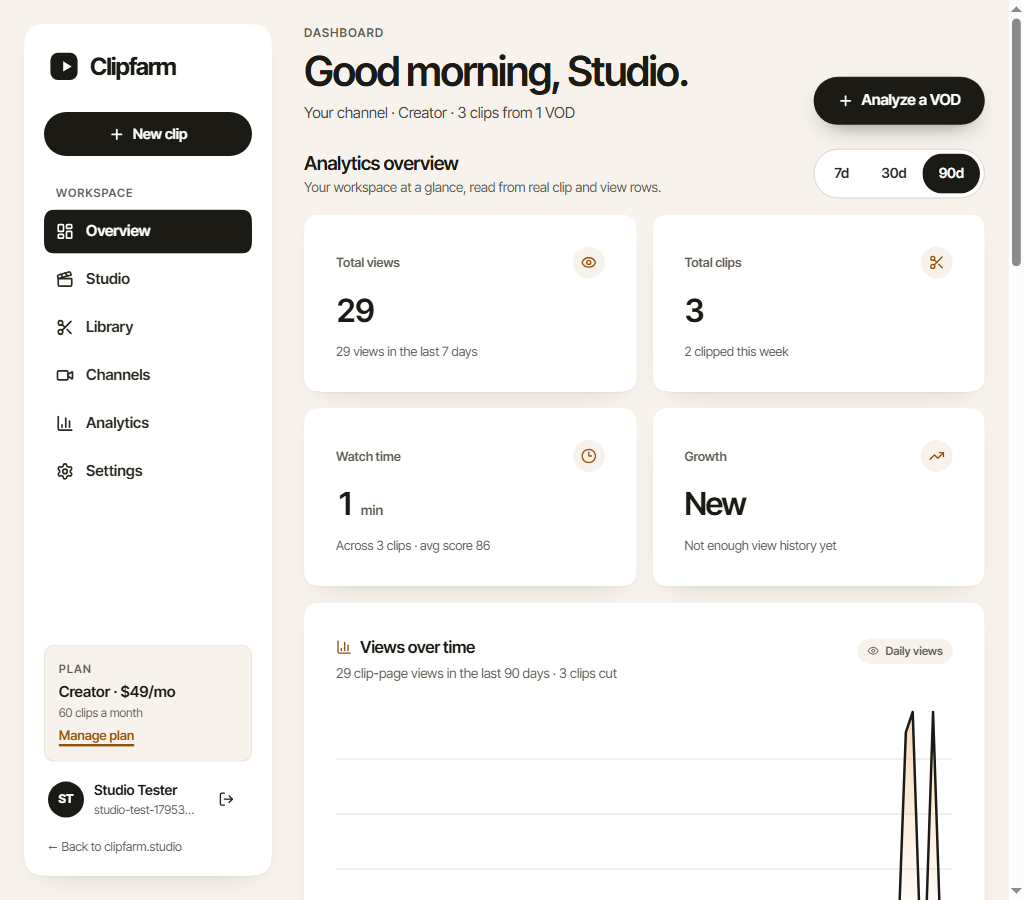 Clipfarm
+ New clip
WORKSPACE
Overview
Studio
Library
Channels
Analytics
Settings
PLAN
Creator · $49/mo
60 clips a month
Manage plan
ST
Studio Tester
studio-test-17953...
← Back to clipfarm.studio
DASHBOARD
Good morning, Studio.
Your channel · Creator · 3 clips from 1 VOD
+ Analyze a VOD
Analytics overview
Your workspace at a glance, read from real clip and view rows.
7d 30d 90d
Total views
29
29 views in the last 7 days
Total clips
3
2 clipped this week
Watch time
1 min
Across 3 clips · avg score 86
Growth
New
Not enough view history yet
Views over time
29 clip-page views in the last 90 days · 3 clips cut
Daily views